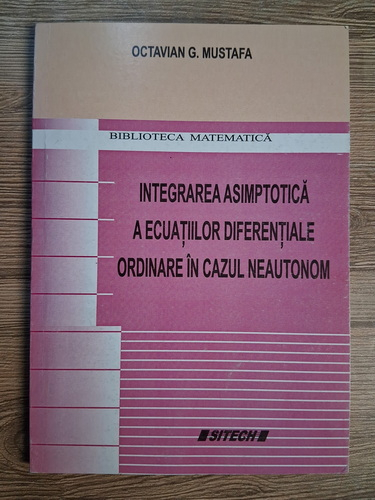 OCTAVIAN G. MUSTAFA
BIBLIOTECA MATEMATICĂ
INTEGRAREA ASIMPTOTICĂ
A ECUAȚIILOR DIFERENȚIALE
ORDINARE ÎN CAZUL NEAUTONOM
SITECH